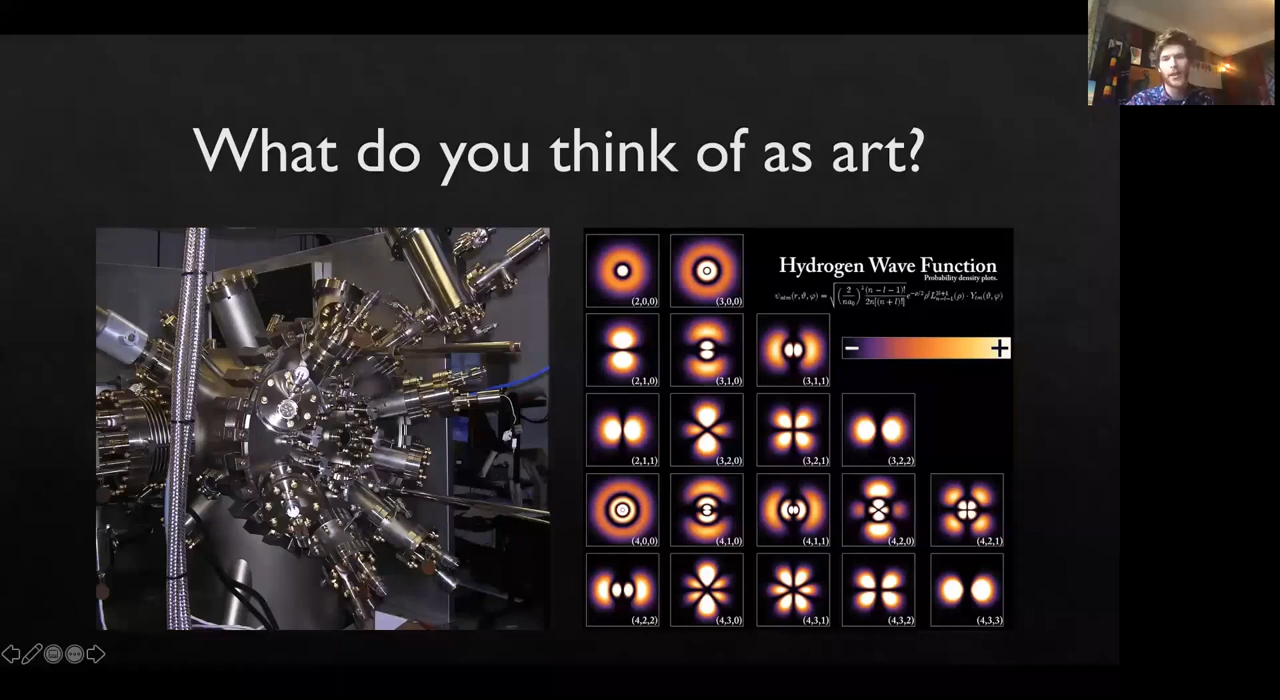 What do you think of as art?
Hydrogen Wave Function
Probability density plots.
(2,0,0) (3,0,0)
− +
(2,1,0) (3,1,0) (3,1,1)
(2,1,1) (3,2,0) (3,2,1) (3,2,2)
(4,0,0) (4,1,0) (4,1,1) (4,2,0) (4,2,1)
(4,2,2) (4,3,0) (4,3,1) (4,3,2) (4,3,3)